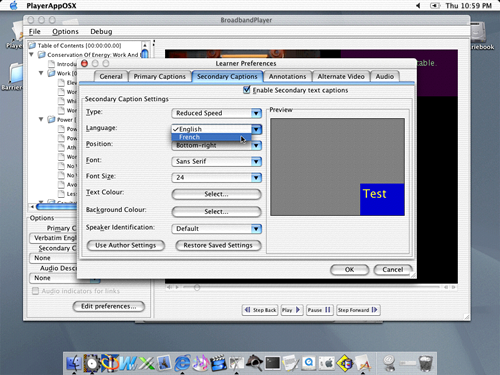 PlayerAppOSX
Thu 10:59 PM
BroadbandPlayer
File Options Debug
Table of Contents [00:00:00.00]
Conservation Of Energy, Work And
Work [0
Power [
Options
Primary C
Verbatim Engl
Secondary C
None
Audio Descr
None
Audio indicators for links
Edit preferences...
Learner Preferences
General
Primary Captions
Secondary Captions
Annotations
Alternate Video
Audio
Enable Secondary text captions
Secondary Caption Settings
Type:
Reduced Speed
Language:
✓English
French
Position:
Bottom-right
Font:
Sans Serif
Font Size:
24
Text Colour:
Select...
Background Colour:
Select...
Speaker Identification:
Default
Use Author Settings
Restore Saved Settings
Preview
Test
OK
Cancel
table.
Step Back
Play
Pause
Step Forward